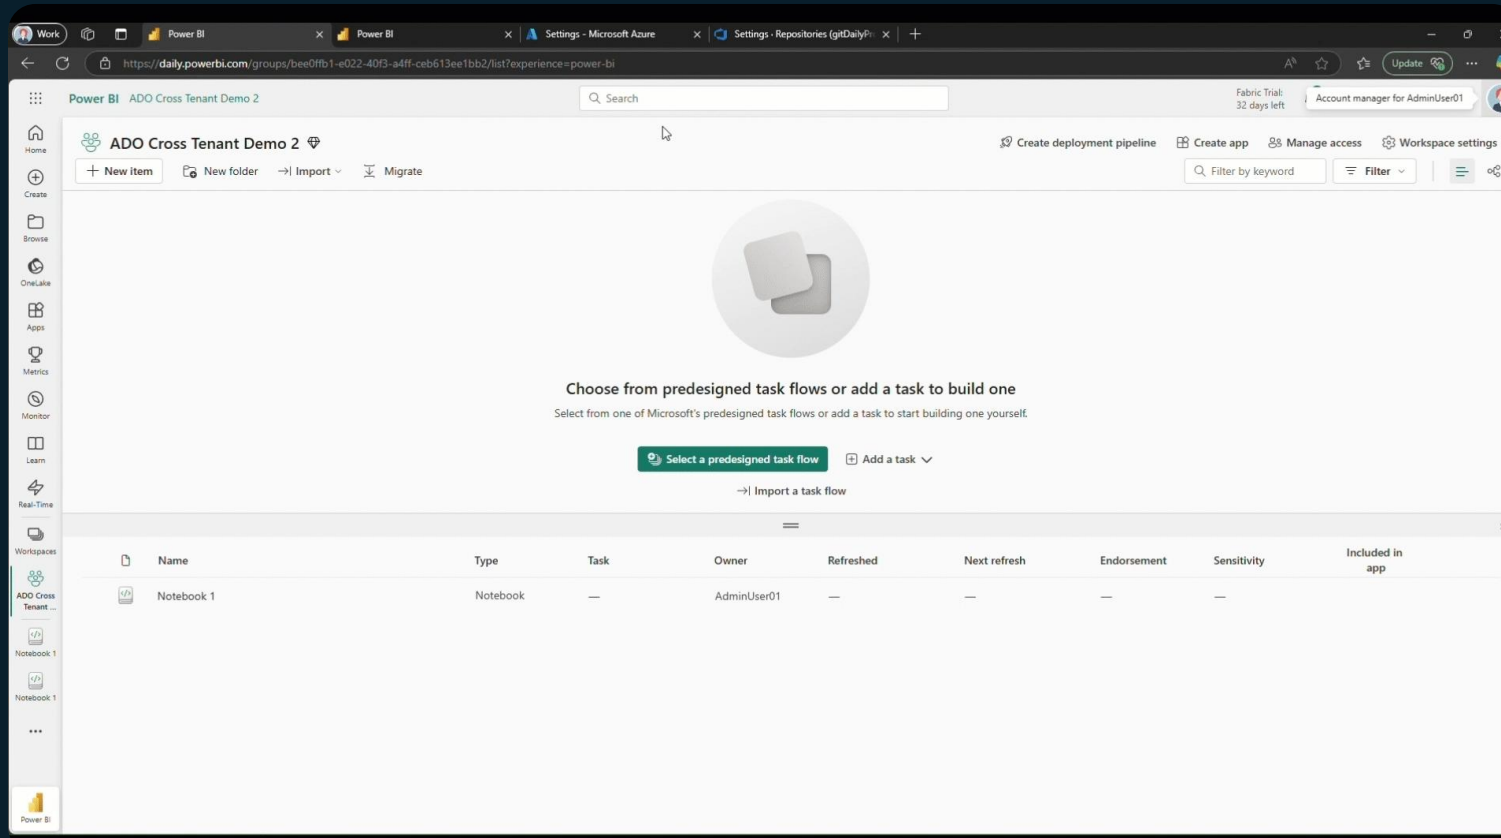 Work
Power BI
Power BI
Settings - Microsoft Azure
Settings · Repositories (gitDailyPr
https://daily.powerbi.com/groups/bee0ffb1-e022-40f3-a4ff-ceb613ee1bb2/list?experience=power-bi
Update
Power BI ADO Cross Tenant Demo 2
Search
Fabric Trial:
32 days left
Account manager for AdminUser01
ADO Cross Tenant Demo 2
Create deployment pipeline
Create app
Manage access
Workspace settings
New item
New folder
Import
Migrate
Filter by keyword
Filter
Home
Create
Browse
OneLake
Apps
Metrics
Monitor
Learn
Real-Time
Workspaces
ADO Cross
Tenant ...
Notebook 1
Notebook 1
Power BI
Choose from predesigned task flows or add a task to build one
Select from one of Microsoft's predesigned task flows or add a task to start building one yourself.
Select a predesigned task flow
Add a task
Import a task flow
Name Type Task Owner Refreshed Next refresh Endorsement Sensitivity Included in app
Notebook 1 Notebook — AdminUser01 — — — —